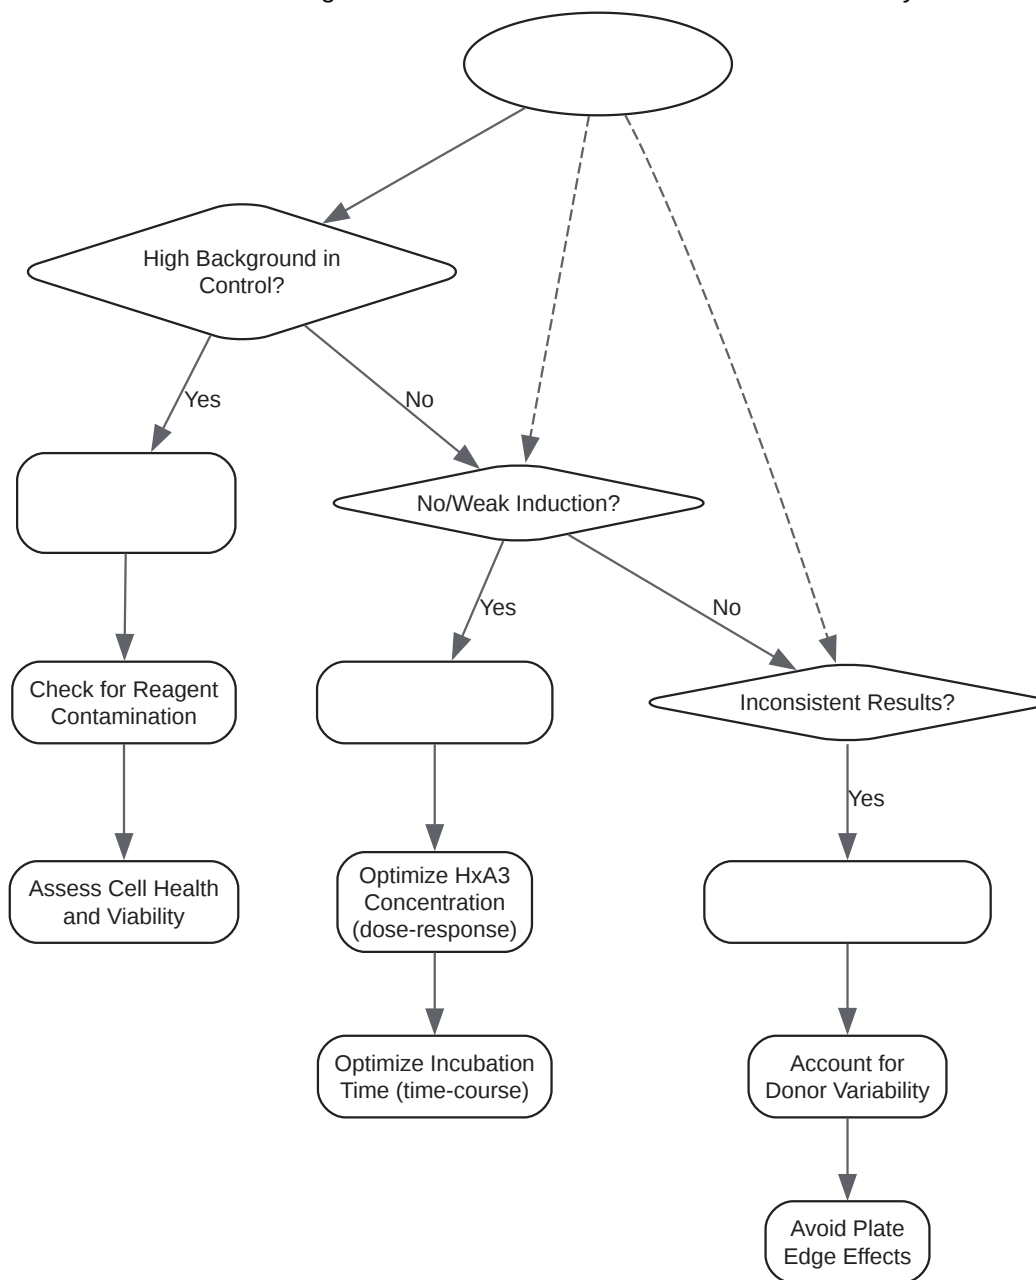 High Background in
Control?
Yes
No
No/Weak Induction?
Yes
No
Check for Reagent
Contamination
Inconsistent Results?
Yes
Assess Cell Health
and Viability
Optimize HxA3
Concentration
(dose-response)
Optimize Incubation
Time (time-course)
Account for
Donor Variability
Avoid Plate
Edge Effects